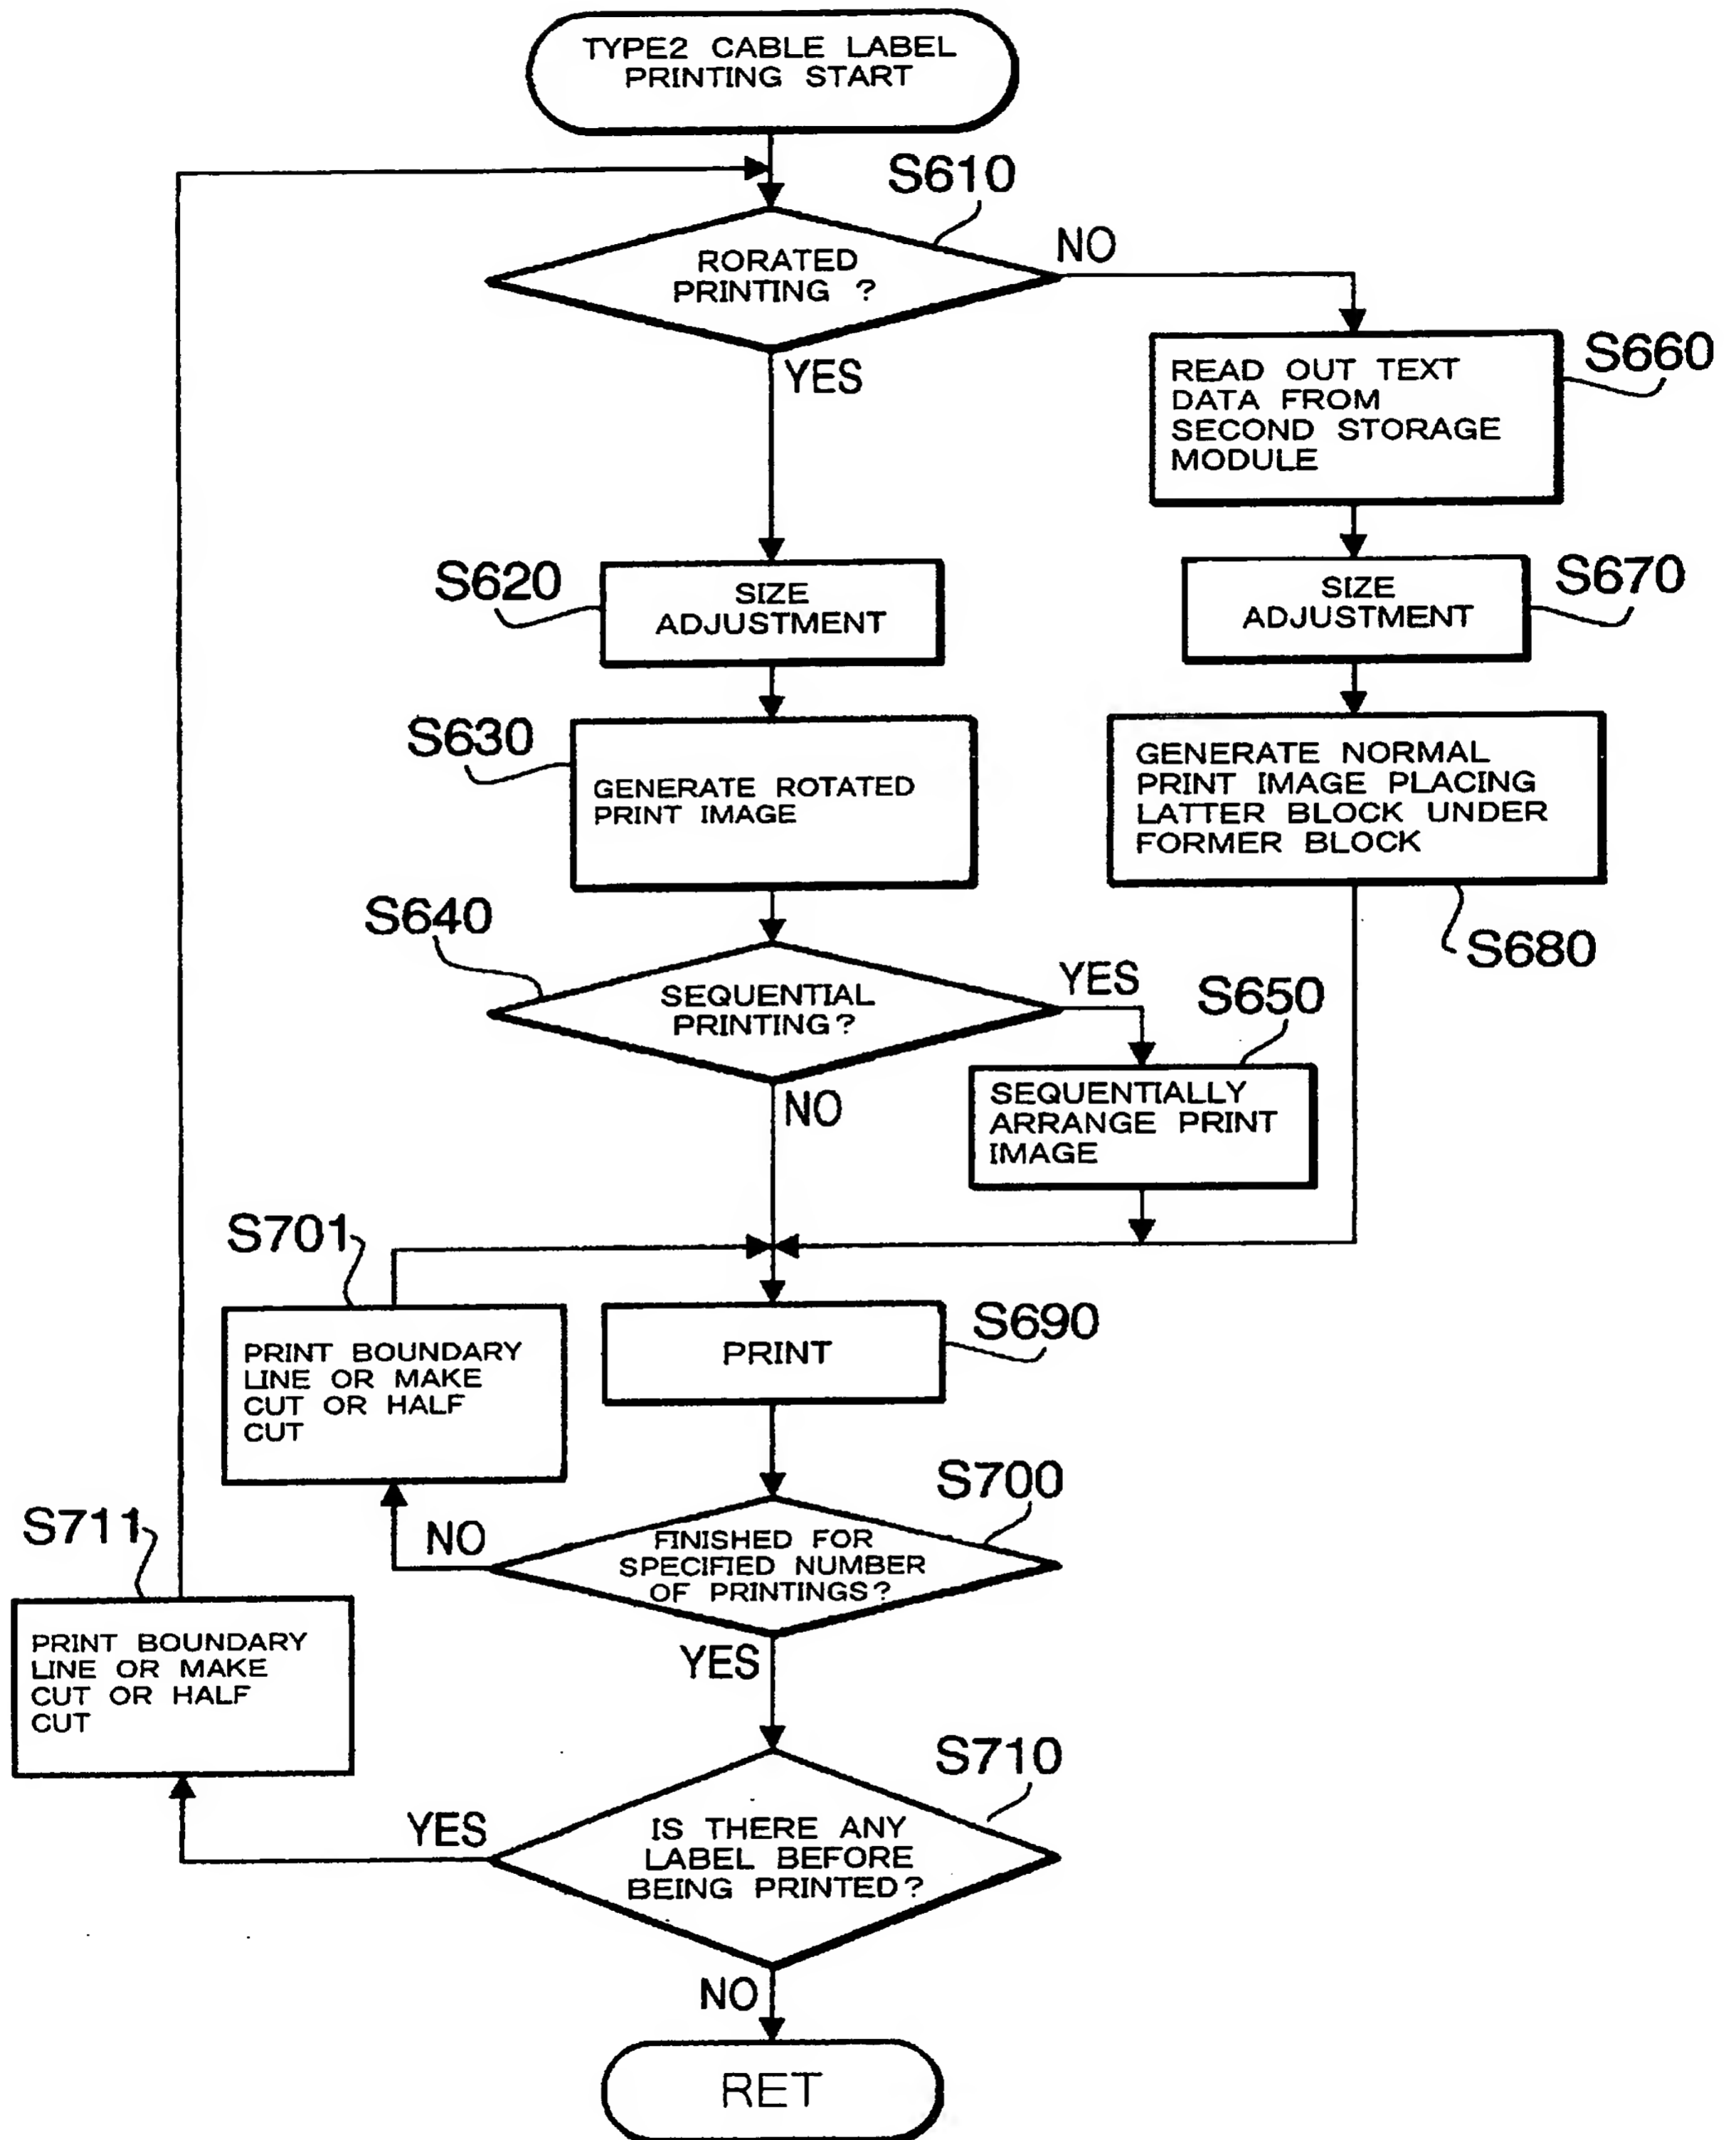 TYPE2 CABLE LABEL
PRINTING START
S610
RORATED
PRINTING ?
NO
YES
S660
READ OUT TEXT
DATA FROM
SECOND STORAGE
MODULE
S620
SIZE
ADJUSTMENT
S670
SIZE
ADJUSTMENT
S630
GENERATE ROTATED
PRINT IMAGE
GENERATE NORMAL
PRINT IMAGE PLACING
LATTER BLOCK UNDER
FORMER BLOCK
S680
S640
SEQUENTIAL
PRINTING?
YES
NO
S650
SEQUENTIALLY
ARRANGE PRINT
IMAGE
S701
PRINT BOUNDARY
LINE OR MAKE
CUT OR HALF
CUT
PRINT
S690
S700
FINISHED FOR
SPECIFIED NUMBER
OF PRINTINGS?
NO
YES
S711
PRINT BOUNDARY
LINE OR MAKE
CUT OR HALF
CUT
S710
IS THERE ANY
LABEL BEFORE
BEING PRINTED?
YES
NO
RET